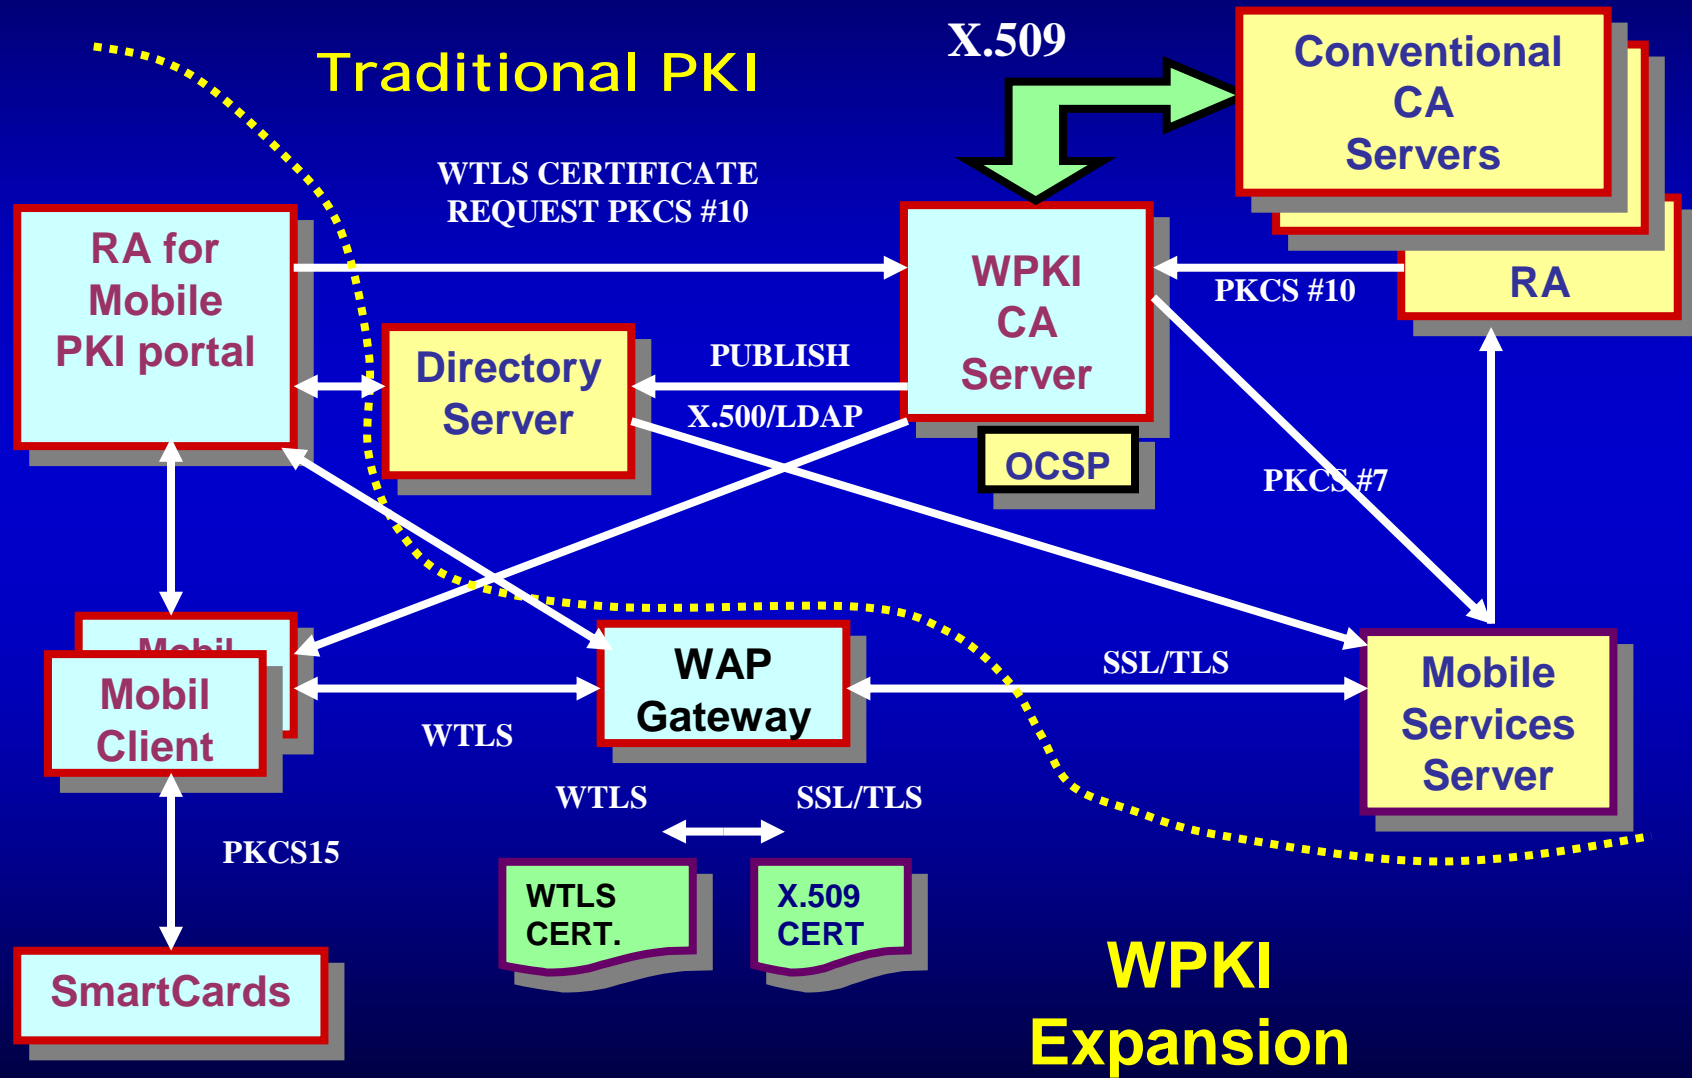 Traditional PKI
X.509
Conventional
CA
Servers
WTLS CERTIFICATE
REQUEST PKCS #10
RA for
Mobile
PKI portal
WPKI
CA
Server
PKCS #10
RA
Directory
Server
PUBLISH
X.500/LDAP
OCSP
PKCS #7
Mobil
Mobil
Client
WTLS
WAP
Gateway
SSL/TLS
Mobile
Services
Server
WTLS
SSL/TLS
PKCS15
WTLS
CERT.
X.509
CERT
SmartCards
WPKI
Expansion